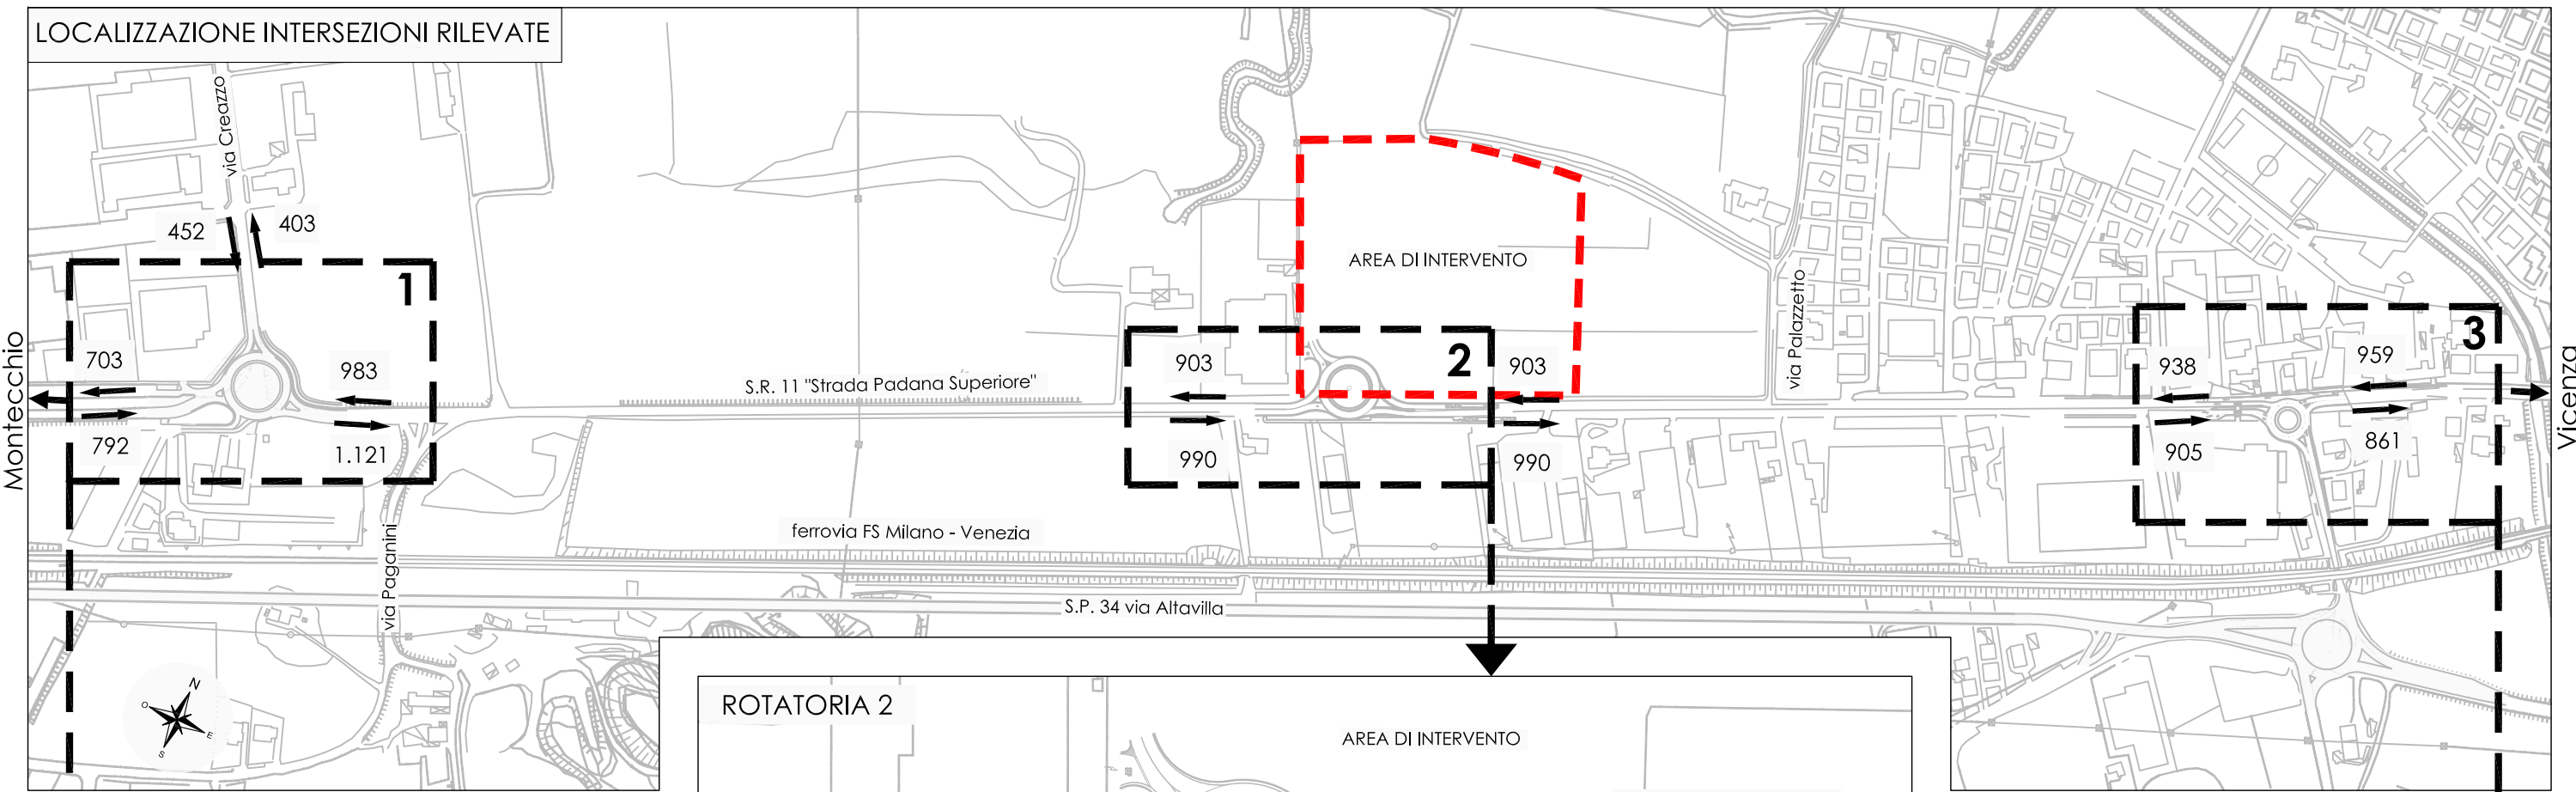 LOCALIZZAZIONE INTERSEZIONI RILEVATE
via Creazzo
452
403
1
AREA DI INTERVENTO
via Palazzetto
Montecchio
703
983
792
1.121
S.R. 11 "Strada Padana Superiore"
903
2
903
990
990
938
959
3
905
861
Vicenza
ferrovia FS Milano - Venezia
via Paganini
S.P. 34 via Altavilla
N
O
E
S
ROTATORIA 2
AREA DI INTERVENTO